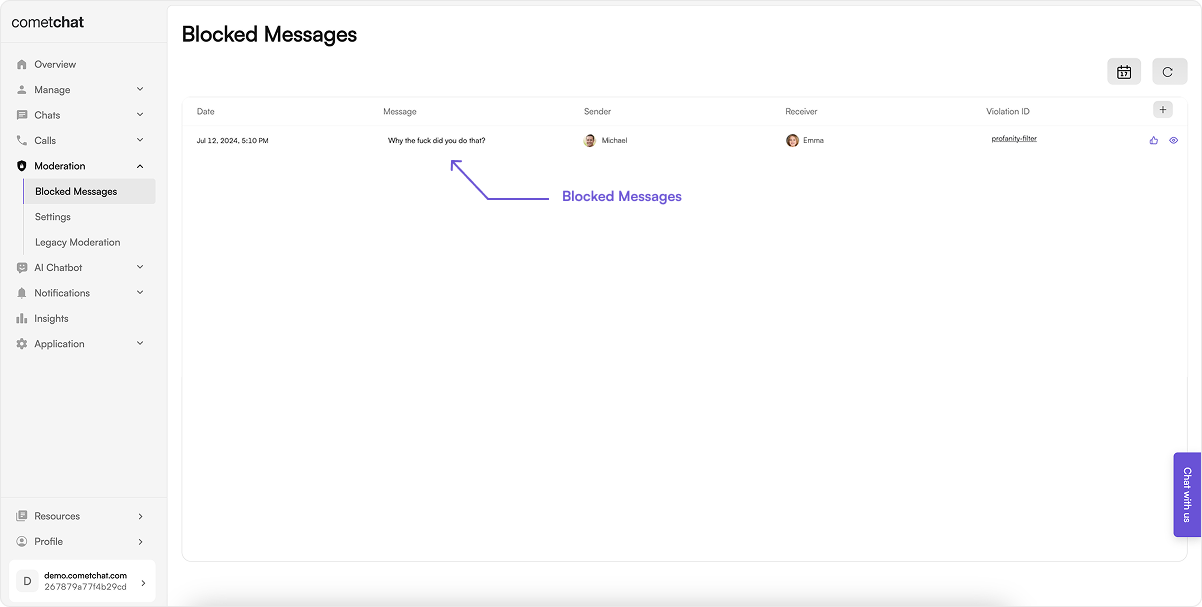 cometchat
Overview
Manage
Chats
Calls
Moderation
Blocked Messages
Settings
Legacy Moderation
AI Chatbot
Notifications
Insights
Application
Resources
Profile
D
demo.cometchat.com
267879a77f4b29cd
Blocked Messages
17
Date Message Sender Receiver Violation ID +
Jul 12, 2024, 5:10 PM Why the fuck did you do that? Michael Emma profanity-filter
Blocked Messages
Chat with us